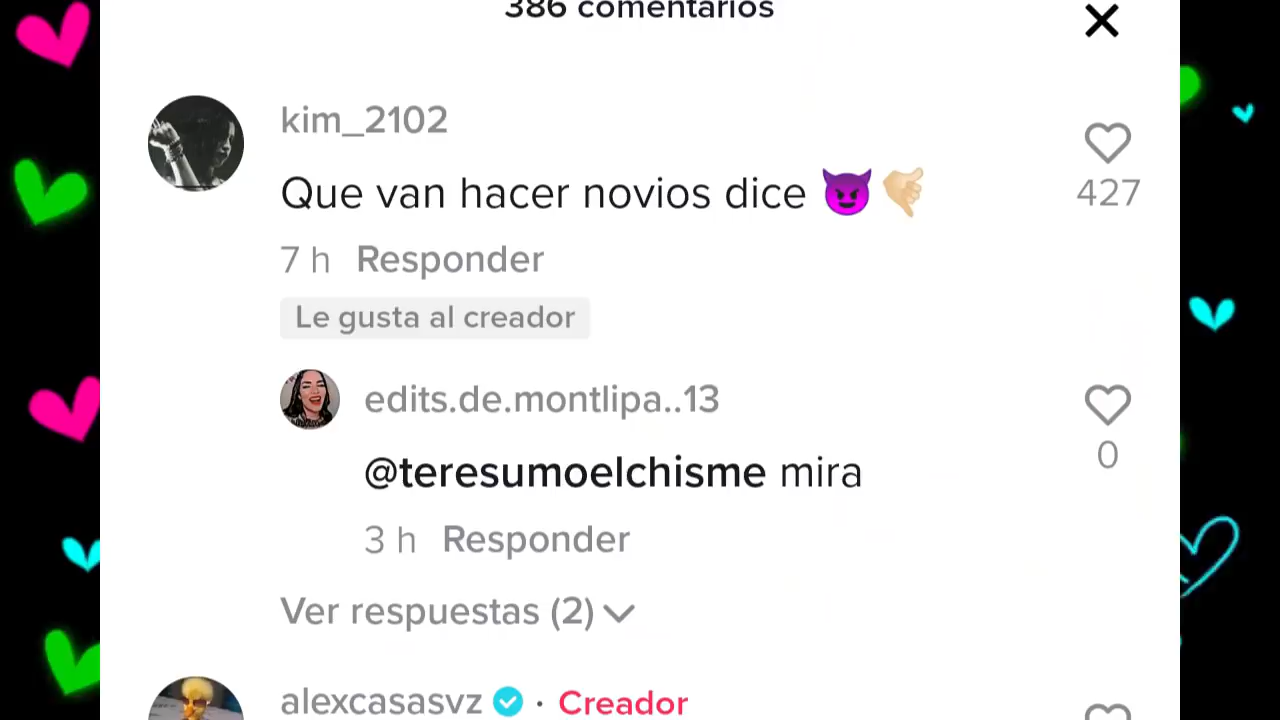 386 comentarios
kim_2102
Que van hacer novios dice 😈🤙🏼
427
7 h Responder
Le gusta al creador
edits.de.montlipa..13
@teresumoelchisme mira
0
3 h Responder
Ver respuestas (2)
alexcasasvz · Creador